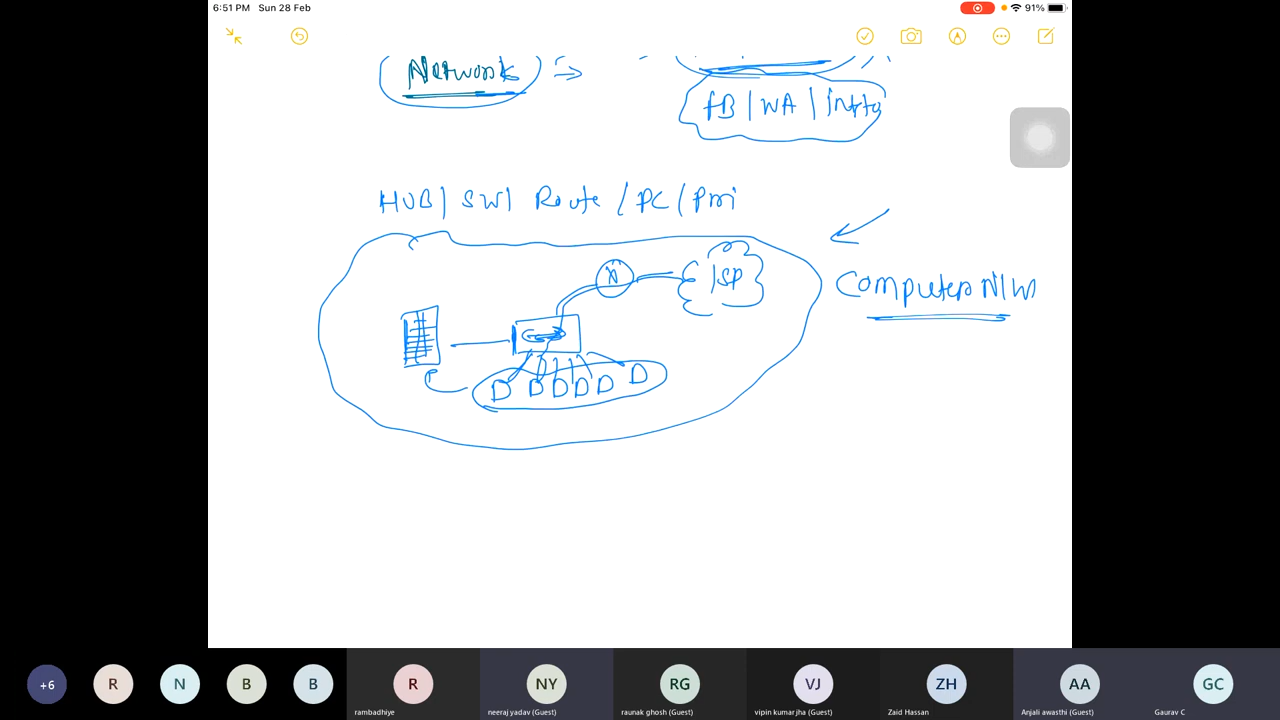 6:51 PM Sun 28 Feb 91%
Network ⇒
fB | WA | insta
HUB | SW | Route / PC / Pri
ISP
Computer N/W
D D D D D D
+6 R N B B R NY RG VJ ZH AA GC
rambadhiye neeraj yadav (Guest) raunak ghosh (Guest) vipin kumar jha (Guest) Zaid Hassan Anjali awasthi (Guest) Gaurav C